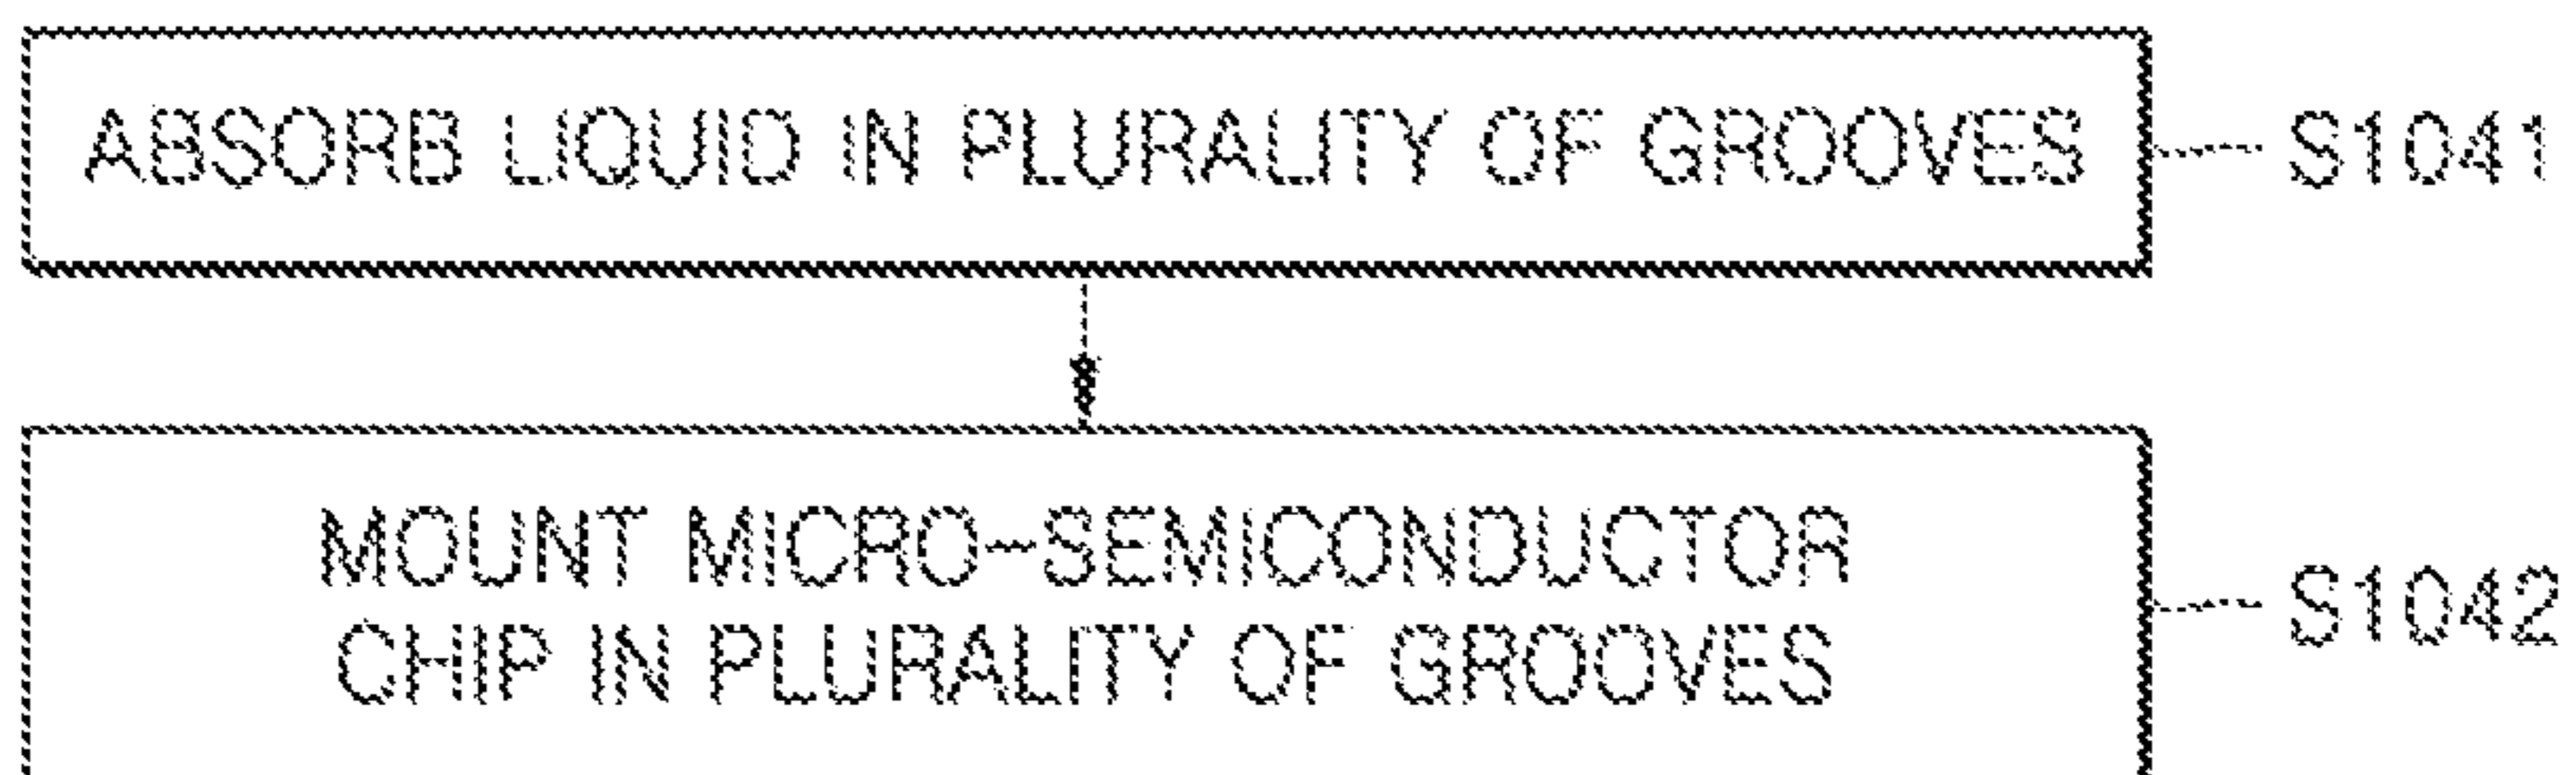 ABSORB LIQUID IN PLURALITY OF GROOVES
S1041
MOUNT MICRO-SEMICONDUCTOR
CHIP IN PLURALITY OF GROOVES
S1042